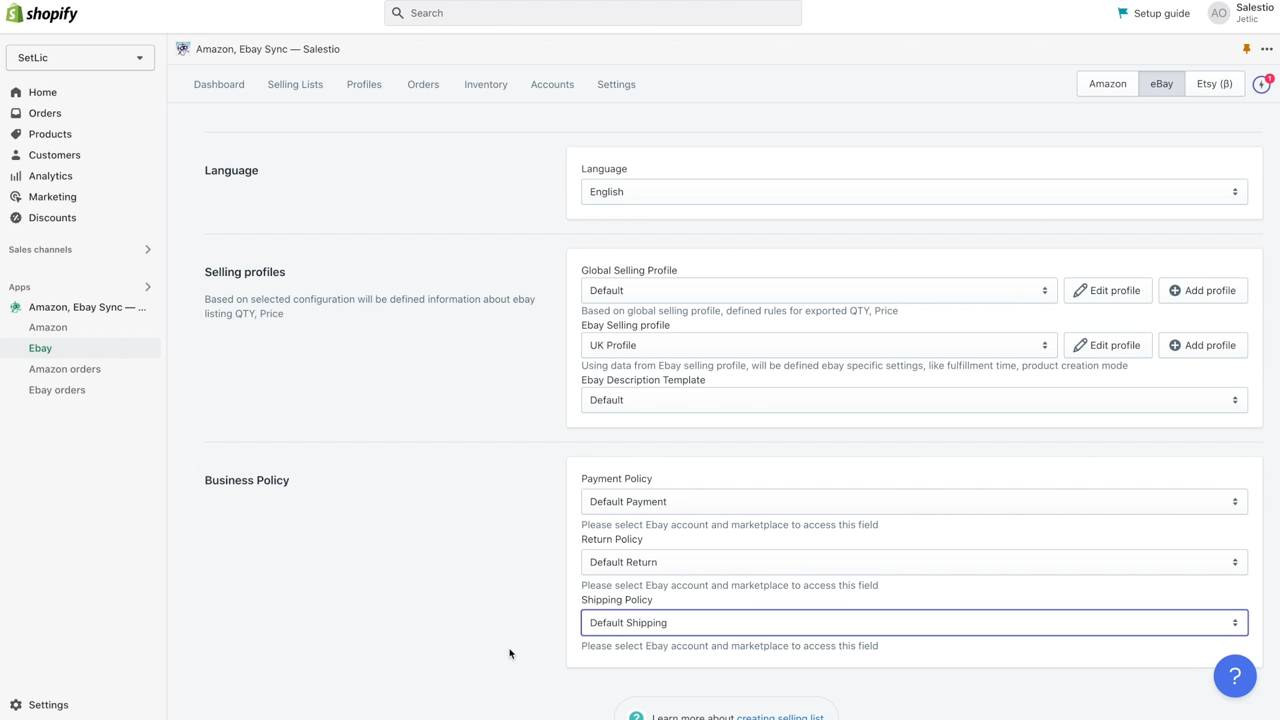 shopify
Search
Setup guide
AO
Salestio
Jetlic
SetLic
Amazon, Ebay Sync — Salestio
Dashboard
Selling Lists
Profiles
Orders
Inventory
Accounts
Settings
Amazon
eBay
Etsy (β)
1
Home
Orders
Products
Customers
Analytics
Marketing
Discounts
Sales channels
Apps
Amazon, Ebay Sync — ...
Amazon
Ebay
Amazon orders
Ebay orders
Settings
Language
Language
English
Selling profiles
Based on selected configuration will be defined information about ebay
listing QTY, Price
Global Selling Profile
Default
Edit profile
Add profile
Based on global selling profile, defined rules for exported QTY, Price
Ebay Selling profile
UK Profile
Edit profile
Add profile
Using data from Ebay selling profile, will be defined ebay specific settings, like fulfillment time, product creation mode
Ebay Description Template
Default
Business Policy
Payment Policy
Default Payment
Please select Ebay account and marketplace to access this field
Return Policy
Default Return
Please select Ebay account and marketplace to access this field
Shipping Policy
Default Shipping
Please select Ebay account and marketplace to access this field
?
? Learn more about creating selling list